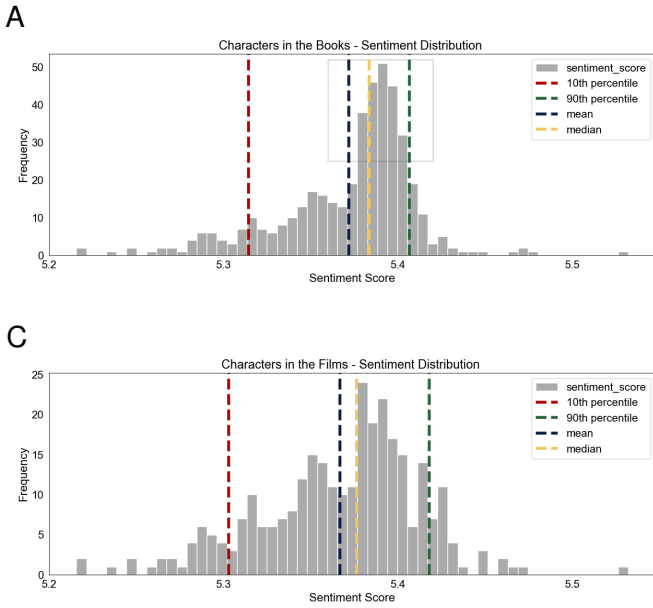 A
Characters in the Books - Sentiment Distribution
50
40
30
20
10
0
Frequency
sentiment_score
10th percentile
90th percentile
mean
median
5.2 5.3 5.4 5.5
Sentiment Score
C
Characters in the Films - Sentiment Distribution
25
20
15
10
5
0
Frequency
sentiment_score
10th percentile
90th percentile
mean
median
5.2 5.3 5.4 5.5
Sentiment Score